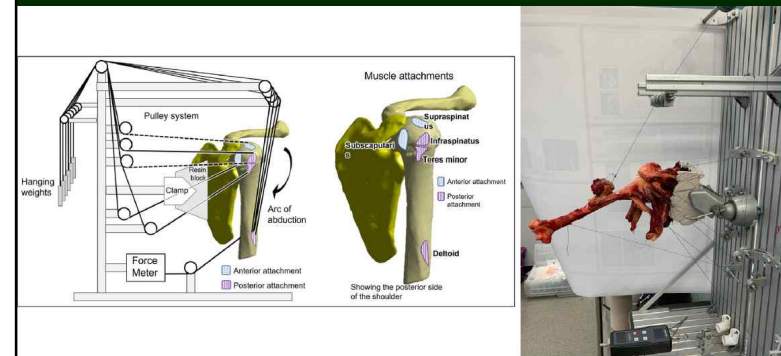 Pulley system
Hanging
weights
Resin
block
Clamp
Force
Meter
Arc of
abduction
Anterior attachment
Posterior attachment
Muscle attachments
Supraspinat
us
Subscapulari
s
Infraspinatus
Teres minor
Anterior attachment
Posterior
attachment
Deltoid
Showing the posterior side
of the shoulder